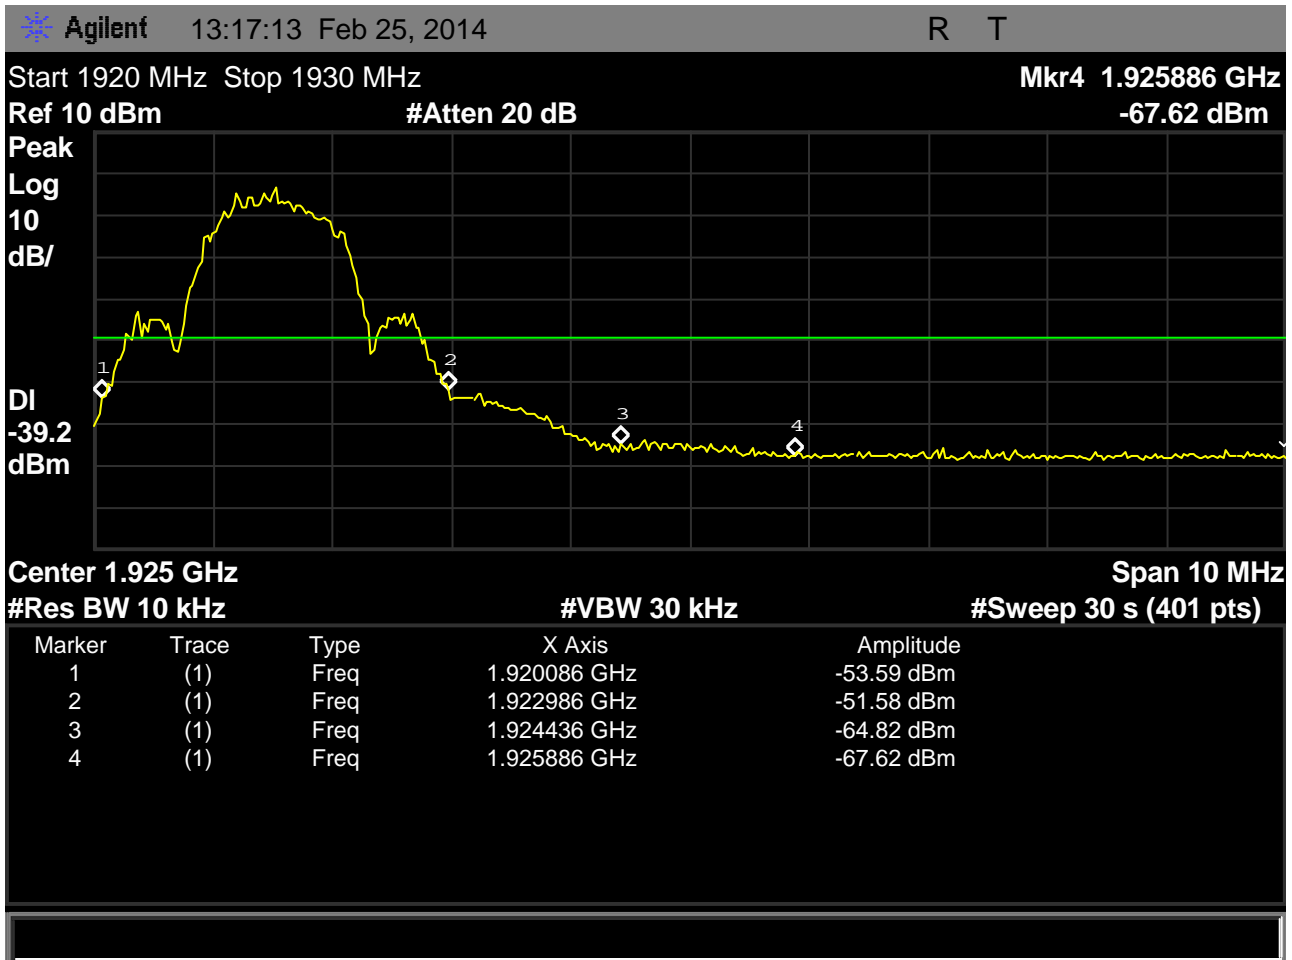 Agilent 13:17:13 Feb 25, 2014 R T
Start 1920 MHz Stop 1930 MHz Mkr4 1.925886 GHz
Ref 10 dBm #Atten 20 dB -67.62 dBm
Peak
Log
10
dB/
1
2
3
4
DI
-39.2
dBm
Center 1.925 GHz Span 10 MHz
#Res BW 10 kHz #VBW 30 kHz #Sweep 30 s (401 pts)
Marker Trace Type X Axis Amplitude
1 (1) Freq 1.920086 GHz -53.59 dBm
2 (1) Freq 1.922986 GHz -51.58 dBm
3 (1) Freq 1.924436 GHz -64.82 dBm
4 (1) Freq 1.925886 GHz -67.62 dBm